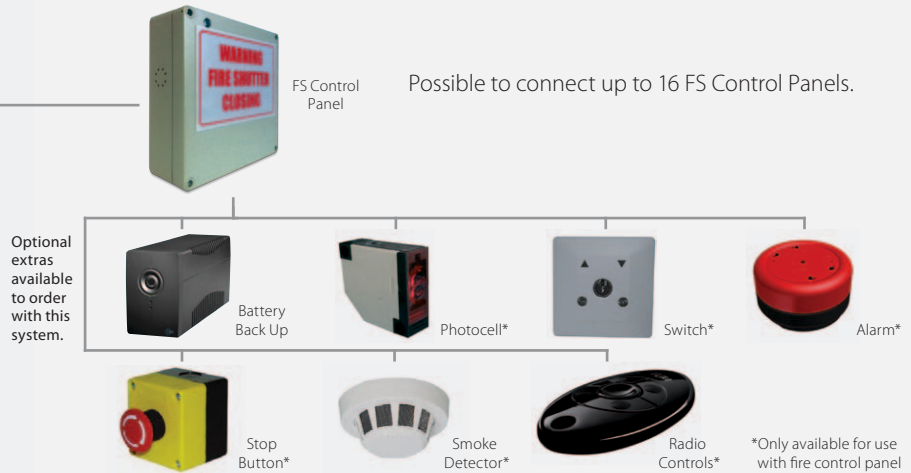 WARNING
FIRE SHUTTER
CLOSING
FS Control
Panel
Possible to connect up to 16 FS Control Panels.
Optional
extras
available
to order
with this
system.
Battery
Back Up
Photocell*
Switch*
Alarm*
Stop
Button*
Smoke
Detector*
Radio
Controls*
*Only available for use
with fire control panel